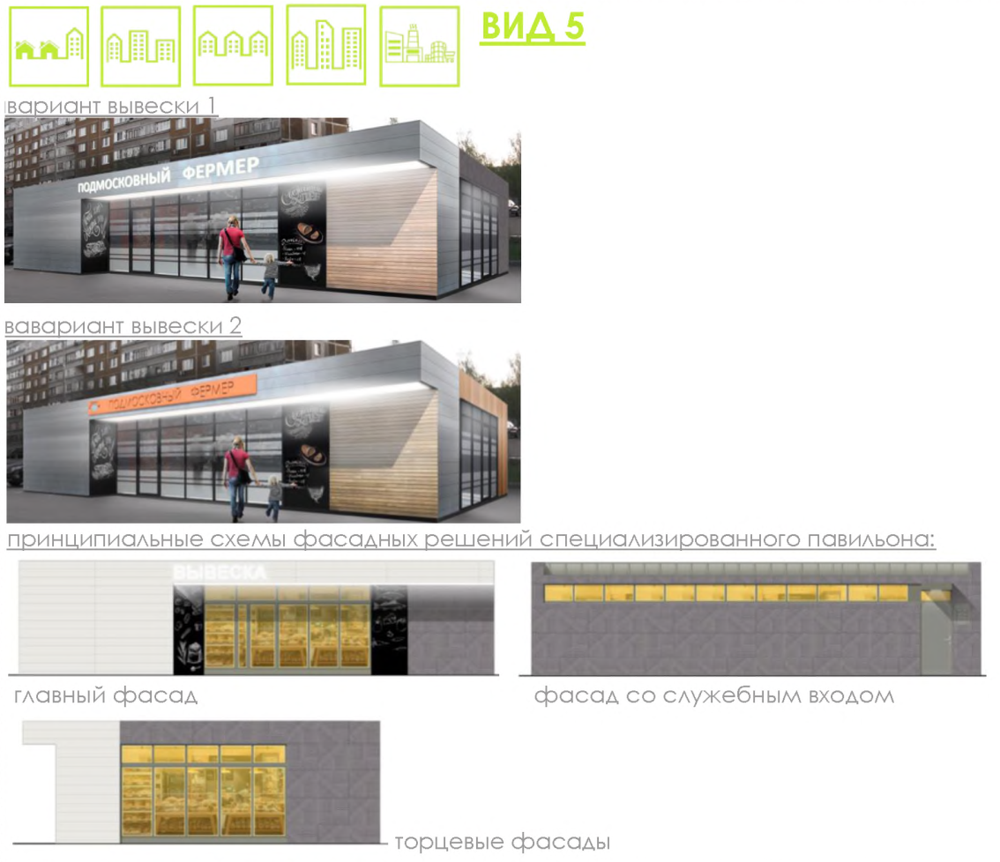 ВИД 5
вариант вывески 1
ПОДМОСКОВНЫЙ ФЕРМЕР
вавариант вывески 2
ПОДМОСКОВНЫЙ ФЕРМЕР
принципиальные схемы фасадных решений специализированного павильона:
ВЫВЕСКА
главный фасад
фасад со служебным входом
торцевые фасады